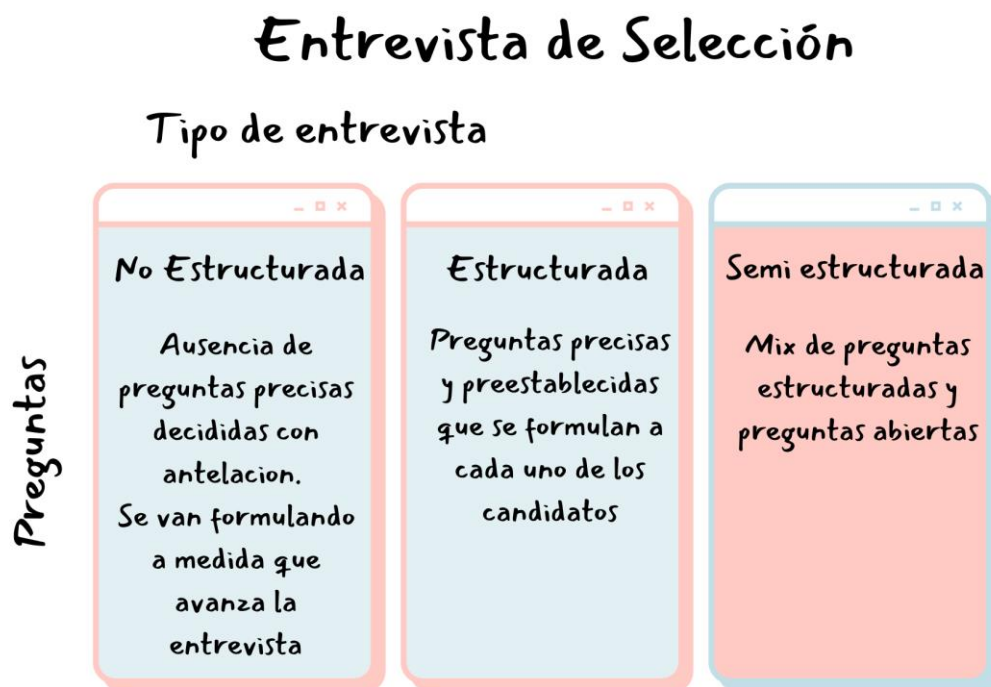 Entrevista de Selección
Tipo de entrevista
Preguntas
No Estructurada
Ausencia de
preguntas precisas
decididas con
antelacion.
Se van formulando
a medida que
avanza la
entrevista
Estructurada
Preguntas precisas
y preestablecidas
que se formulan a
cada uno de los
candidatos
Semi estructurada
Mix de preguntas
estructuradas y
preguntas abiertas